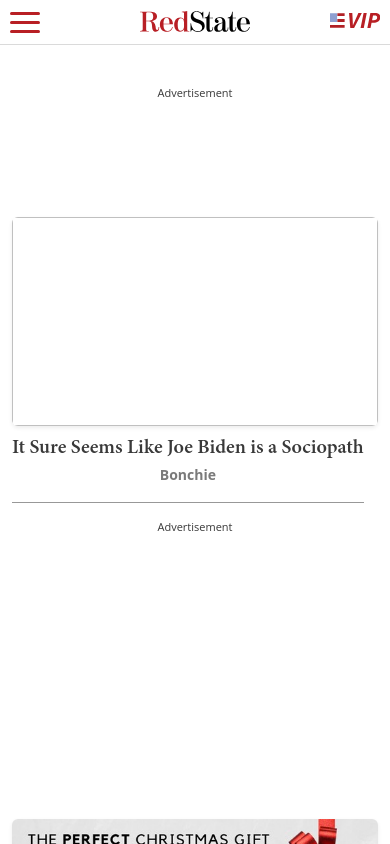 RedState
VIP
Advertisement
It Sure Seems Like Joe Biden is a Sociopath
Bonchie
Advertisement
THE PERFECT CHRISTMAS GIFT